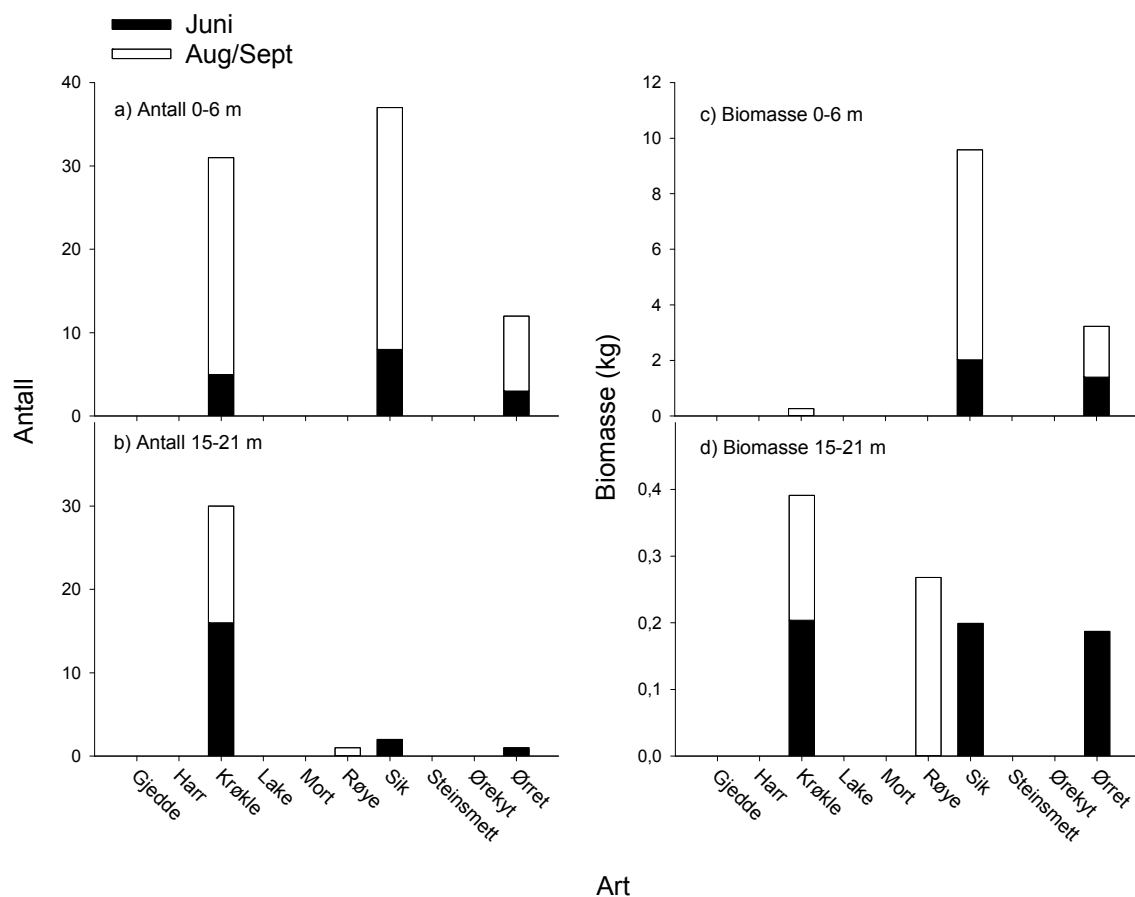 Juni
Aug/Sept
a) Antall 0-6 m
40
30
20
10
0
b) Antall 15-21 m
30
20
10
0
Antall
Gjedde
Harr
Krøkle
Lake
Mort
Røye
Sik
Steinsmett
Ørekyt
Ørret
c) Biomasse 0-6 m
12
10
8
6
4
2
0
d) Biomasse 15-21 m
0,4
0,3
0,2
0,1
0,0
Biomasse (kg)
Gjedde
Harr
Krøkle
Lake
Mort
Røye
Sik
Steinsmett
Ørekyt
Ørret
Art